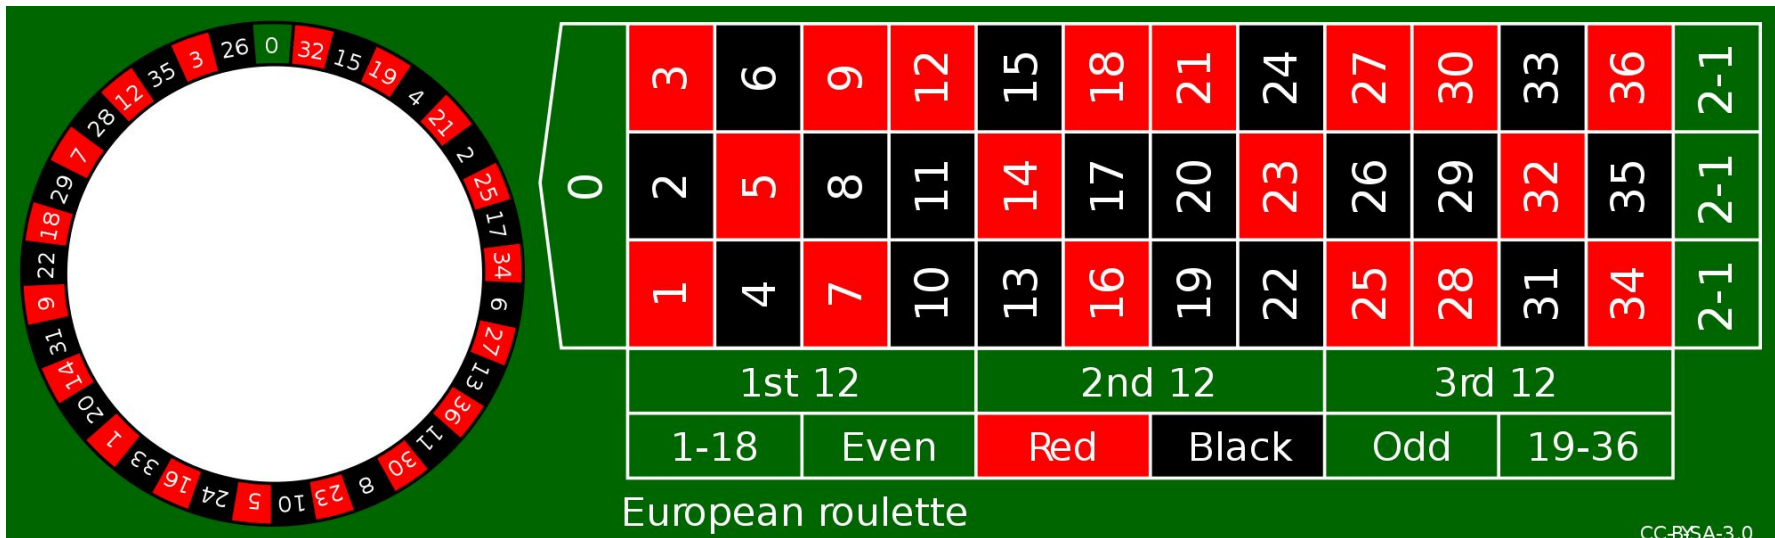 0 32 15 19 4 21 2 25 17 34 6 27 13 36 11 30 8 23 10 5 24 16 33 1 20 14 31 9 22 18 29 7 28 12 35 3 26
0
3 6 9 12 15 18 21 24 27 30 33 36 2-1
2 5 8 11 14 17 20 23 26 29 32 35 2-1
1 4 7 10 13 16 19 22 25 28 31 34 2-1
1st 12 2nd 12 3rd 12
1-18 Even Red Black Odd 19-36
European roulette
CC-BY-SA-3.0